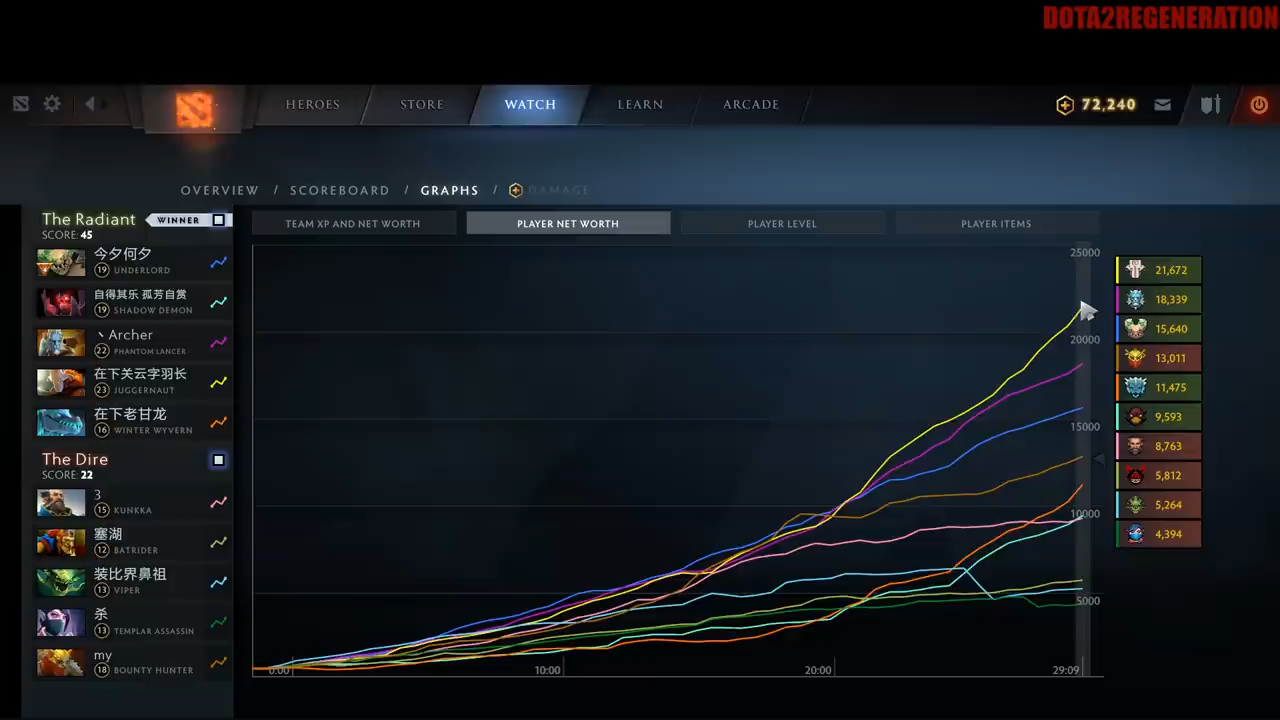 DOTA2REGENERATION
HEROES
STORE
WATCH
LEARN
ARCADE
72,240
OVERVIEW / SCOREBOARD / GRAPHS / DAMAGE
The Radiant
WINNER
SCORE: 45
今夕何夕
19 UNDERLORD
自得其乐 孤芳自赏
19 SHADOW DEMON
丶Archer
22 PHANTOM LANCER
在下关云字羽长
23 JUGGERNAUT
在下老甘龙
16 WINTER WYVERN
The Dire
SCORE: 22
3
15 KUNKKA
塞湖
12 BATRIDER
装比界鼻祖
13 VIPER
杀
13 TEMPLAR ASSASSIN
my
18 BOUNTY HUNTER
TEAM XP AND NET WORTH
PLAYER NET WORTH
PLAYER LEVEL
PLAYER ITEMS
25000
20000
15000
10000
5000
0:00
10:00
20:00
29:09
21,672
18,339
15,640
13,011
11,475
9,593
8,763
5,812
5,264
4,394